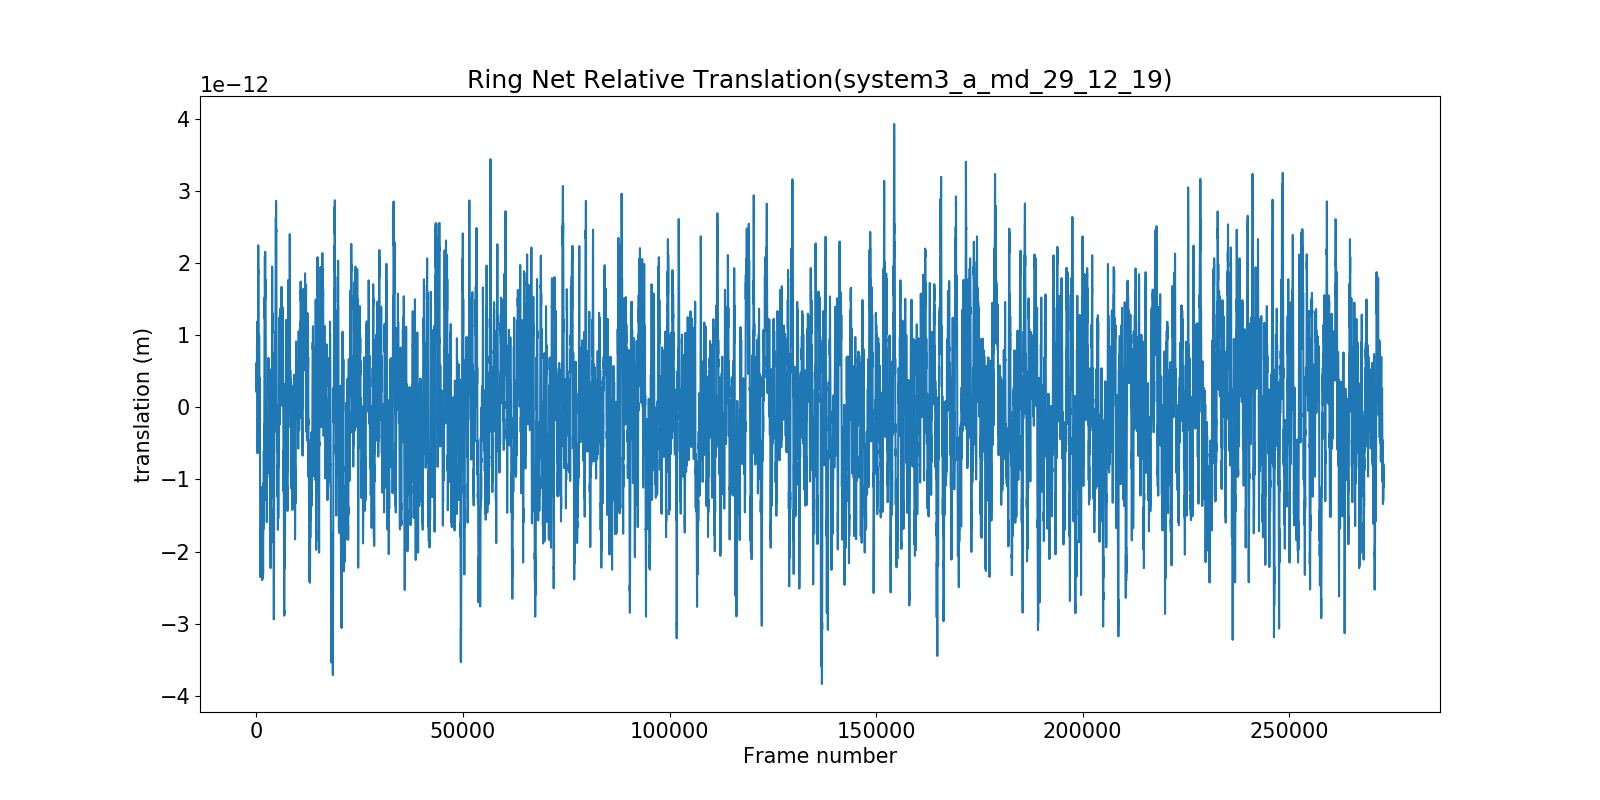 Ring Net Relative Translation(system3_a_md_29_12_19)
1e−12
4
3
2
1
0
−1
−2
−3
−4
translation (m)
0 50000 100000 150000 200000 250000
Frame number